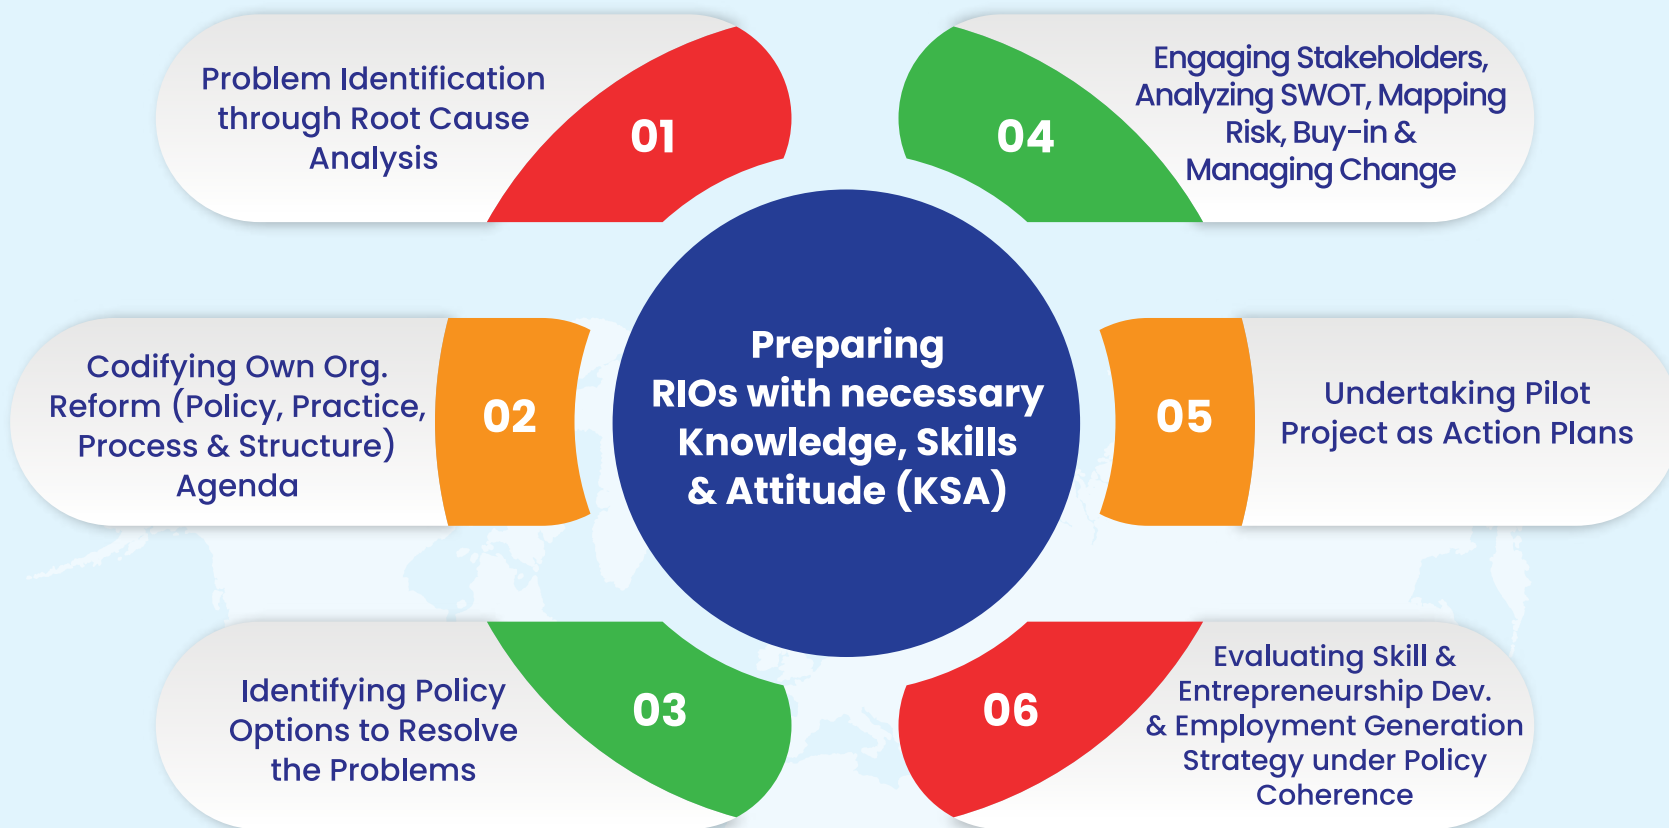 Problem Identification
through Root Cause
Analysis
01
Codifying Own Org.
Reform (Policy, Practice,
Process & Structure)
Agenda
02
Identifying Policy
Options to Resolve
the Problems
03
Preparing
RIOs with necessary
Knowledge, Skills
& Attitude (KSA)
04
Engaging Stakeholders,
Analyzing SWOT, Mapping
Risk, Buy-in &
Managing Change
05
Undertaking Pilot
Project as Action Plans
06
Evaluating Skill &
Entrepreneurship Dev.
& Employment Generation
Strategy under Policy
Coherence